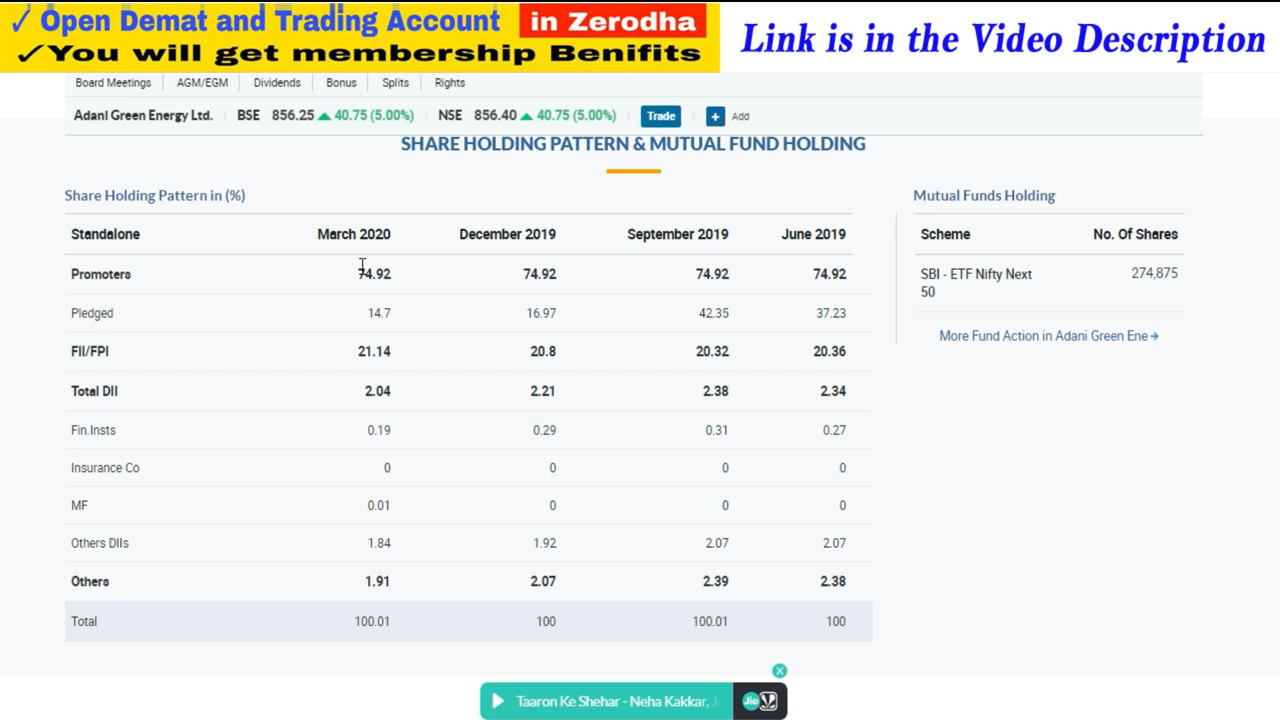 ✓ Open Demat and Trading Account in Zerodha
✓You will get membership Benifits
Link is in the Video Description
Board Meetings AGM/EGM Dividends Bonus Splits Rights
Adani Green Energy Ltd. BSE 856.25 ▲ 40.75 (5.00%) NSE 856.40 ▲ 40.75 (5.00%) Trade + Add
SHARE HOLDING PATTERN & MUTUAL FUND HOLDING
Share Holding Pattern in (%)
Standalone March 2020 December 2019 September 2019 June 2019
Promoters 74.92 74.92 74.92 74.92
Pledged 14.7 16.97 42.35 37.23
FII/FPI 21.14 20.8 20.32 20.36
Total DII 2.04 2.21 2.38 2.34
Fin.Insts 0.19 0.29 0.31 0.27
Insurance Co 0 0 0 0
MF 0.01 0 0 0
Others DIIs 1.84 1.92 2.07 2.07
Others 1.91 2.07 2.39 2.38
Total 100.01 100 100.01 100
Mutual Funds Holding
Scheme No. Of Shares
SBI - ETF Nifty Next 274,875
50
More Fund Action in Adani Green Ene →
Taaron Ke Shehar - Neha Kakkar, J
Jio